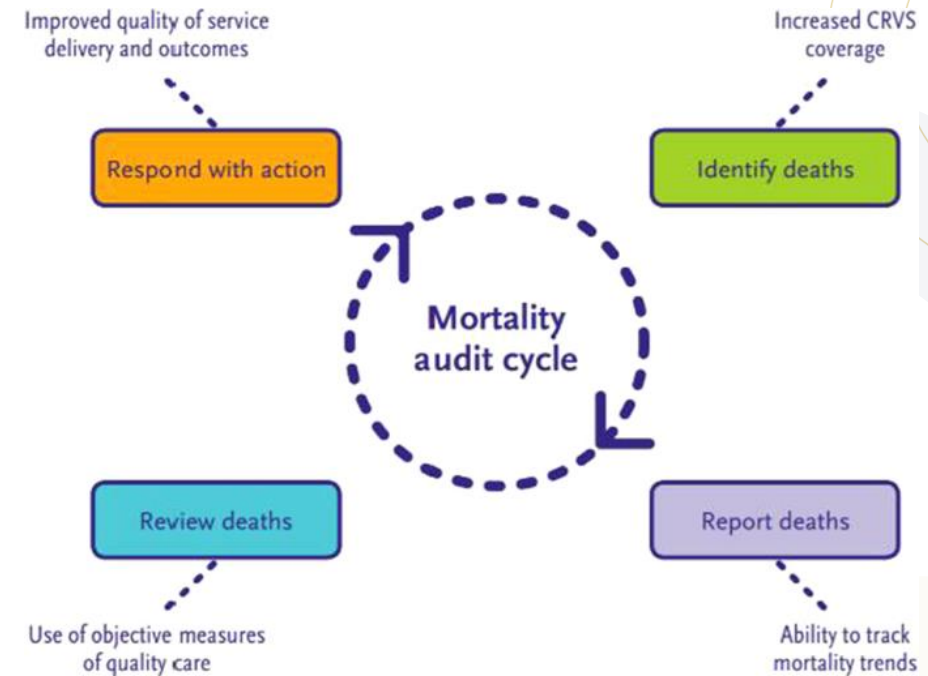 Improved quality of service
delivery and outcomes
Increased CRVS
coverage
Respond with action
Identify deaths
Mortality
audit cycle
Review deaths
Report deaths
Use of objective measures
of quality care
Ability to track
mortality trends